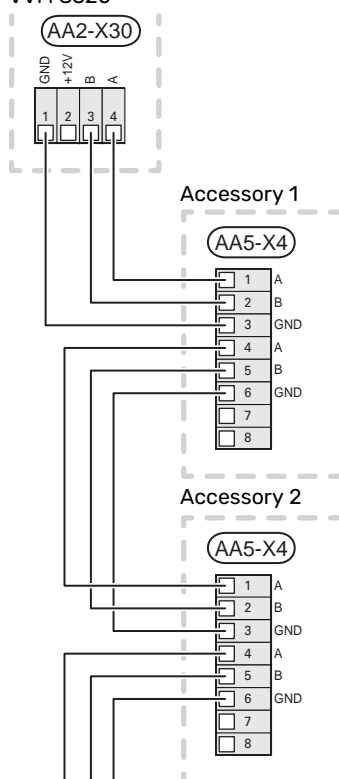 AA2-X30
GND +12V B A
1 2 3 4
Accessory 1
AA5-X4
1 A
2 B
3 GND
4 A
5 B
6 GND
7
8
Accessory 2
AA5-X4
1 A
2 B
3 GND
4 A
5 B
6 GND
7
8